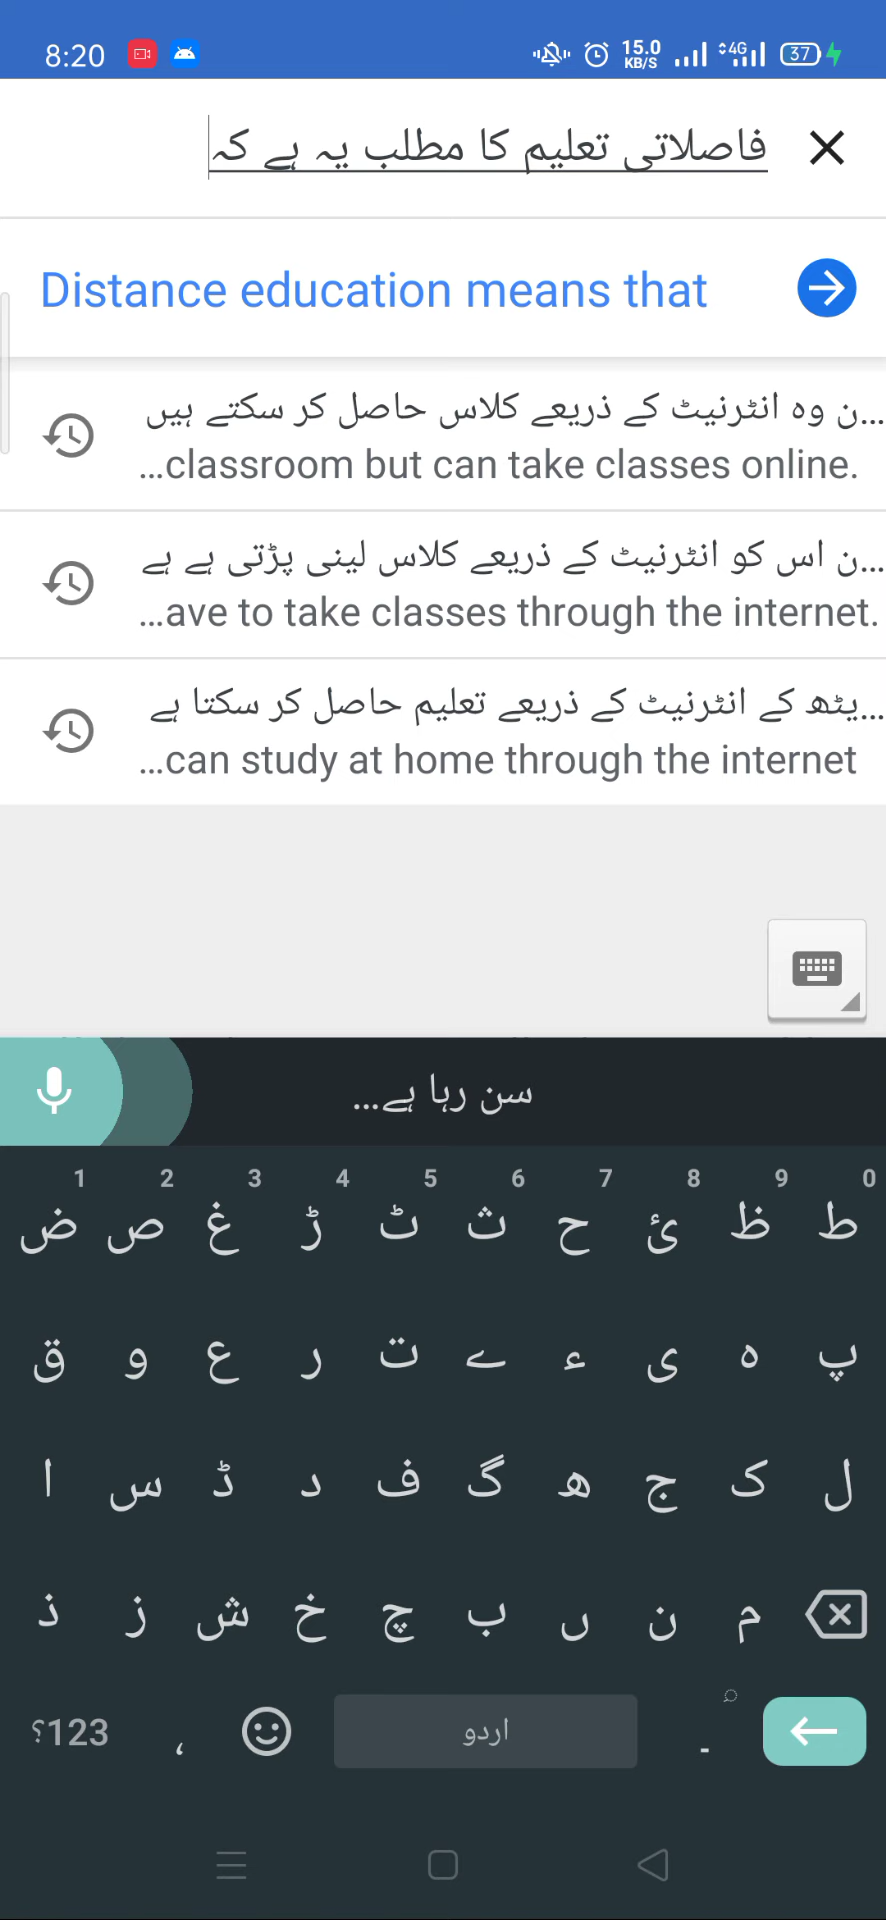 8:20
15.0
KB/S
4G
37
فاصلاتی تعلیم کا مطلب یہ ہے کہ
Distance education means that
...ن وہ انٹرنیٹ کے ذریعے کلاس حاصل کر سکتے ہیں
...classroom but can take classes online.
...ن اس کو انٹرنیٹ کے ذریعے کلاس لینی پڑتی ہے ہے
...ave to take classes through the internet.
...یٹھ کے انٹرنیٹ کے ذریعے تعلیم حاصل کر سکتا ہے
...can study at home through the internet
سن رہا ہے...
1 2 3 4 5 6 7 8 9 0
ض ص غ ڑ ٹ ث ح ئ ظ ط
ق و ع ر ت ے ء ی ہ پ
ا س ڈ د ف گ ھ ج ک ل
ذ ز ش خ چ ب ں ن م
؟123 ، اردو ۔